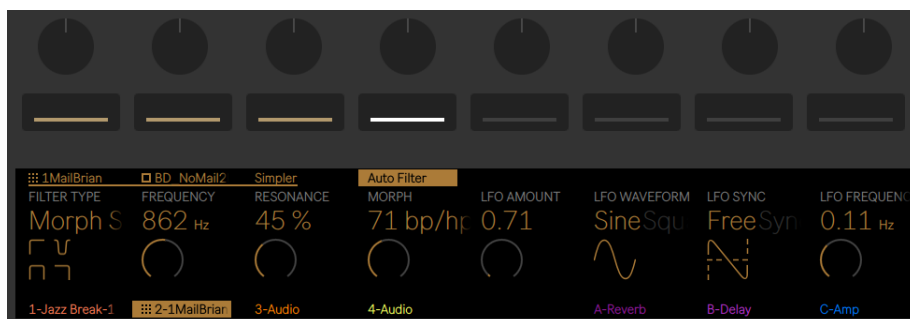 1MailBrian BD_NoMail2 Simpler Auto Filter
FILTER TYPE FREQUENCY RESONANCE MORPH LFO AMOUNT LFO WAVEFORM LFO SYNC LFO FREQUENC
Morph S 862 Hz 45 % 71 bp/hp 0.71 Sine Squ Free Syn 0.11 Hz
1-Jazz Break-1 2-1MailBrian 3-Audio 4-Audio A-Reverb B-Delay C-Amp